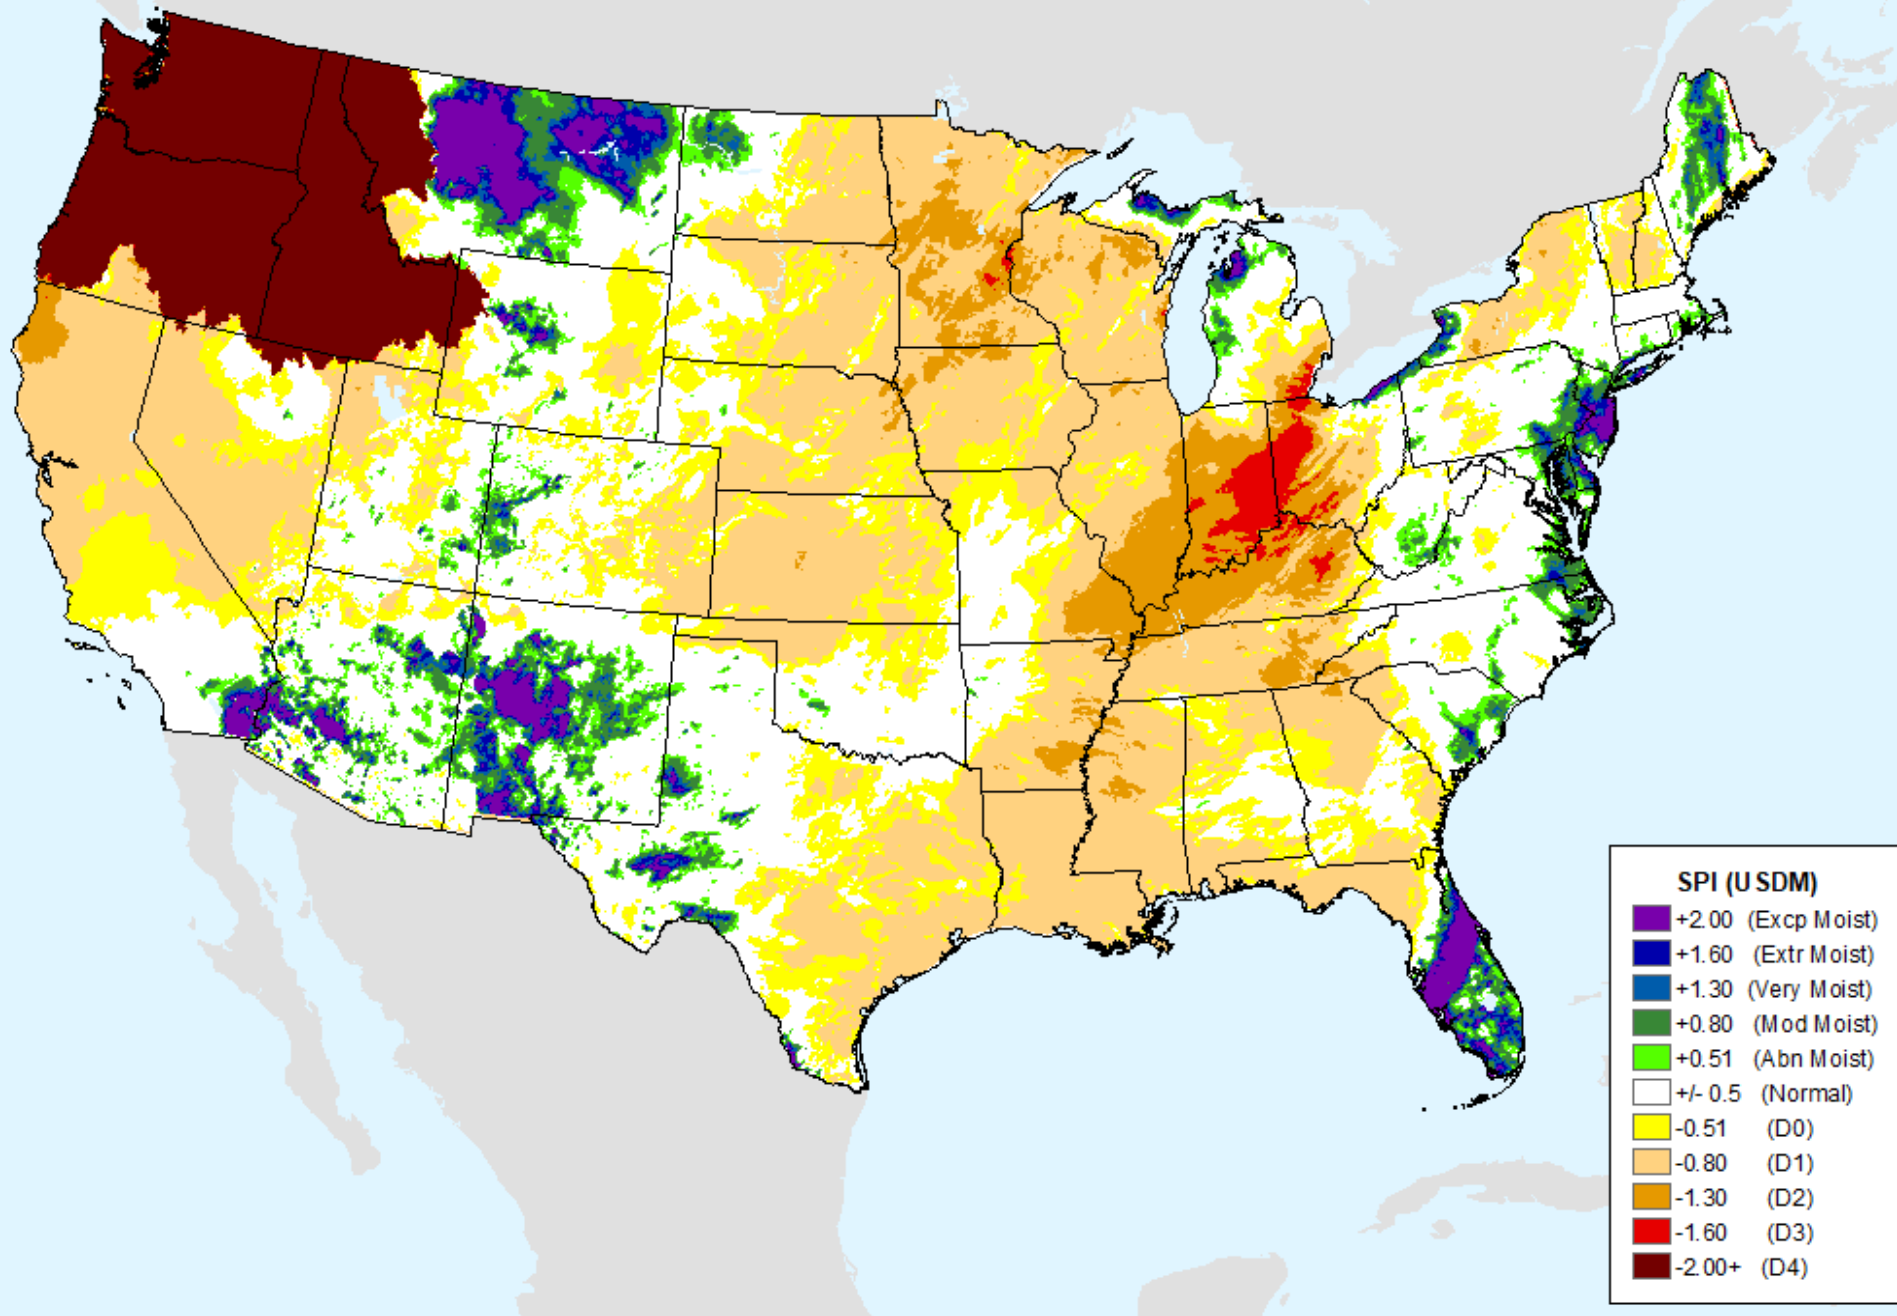 SPI (USDM)
+2.00 (Excp Moist)
+1.60 (Extr Moist)
+1.30 (Very Moist)
+0.80 (Mod Moist)
+0.51 (Abn Moist)
+/- 0.5 (Normal)
-0.51 (D0)
-0.80 (D1)
-1.30 (D2)
-1.60 (D3)
-2.00+ (D4)